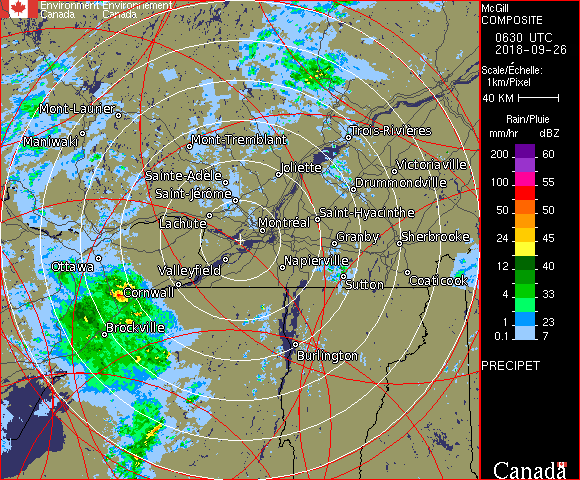 Environment Environnement
Canada Canada
McGill
COMPOSITE
0630 UTC
2018-09-26
Scale/Échelle:
1km/Pixel
40 KM
Rain/Pluie
mm/hr dBZ
200 60
100 55
50 50
24 45
12 40
4 33
1 30
0.5 23
0.1 7
PRECIPET
Canada
Mont-Laurier
Maniwaki
Mont-Tremblant
Trois-Rivières
Joliette
Victoriaville
Sainte-Adèle
Drummondville
Saint-Jérôme
Saint-Hyacinthe
Lachute
Montréal
Granby
Sherbrooke
Ottawa
Valleyfield
Napierville
Coaticook
Cornwall
Sutton
Brockville
Burlington